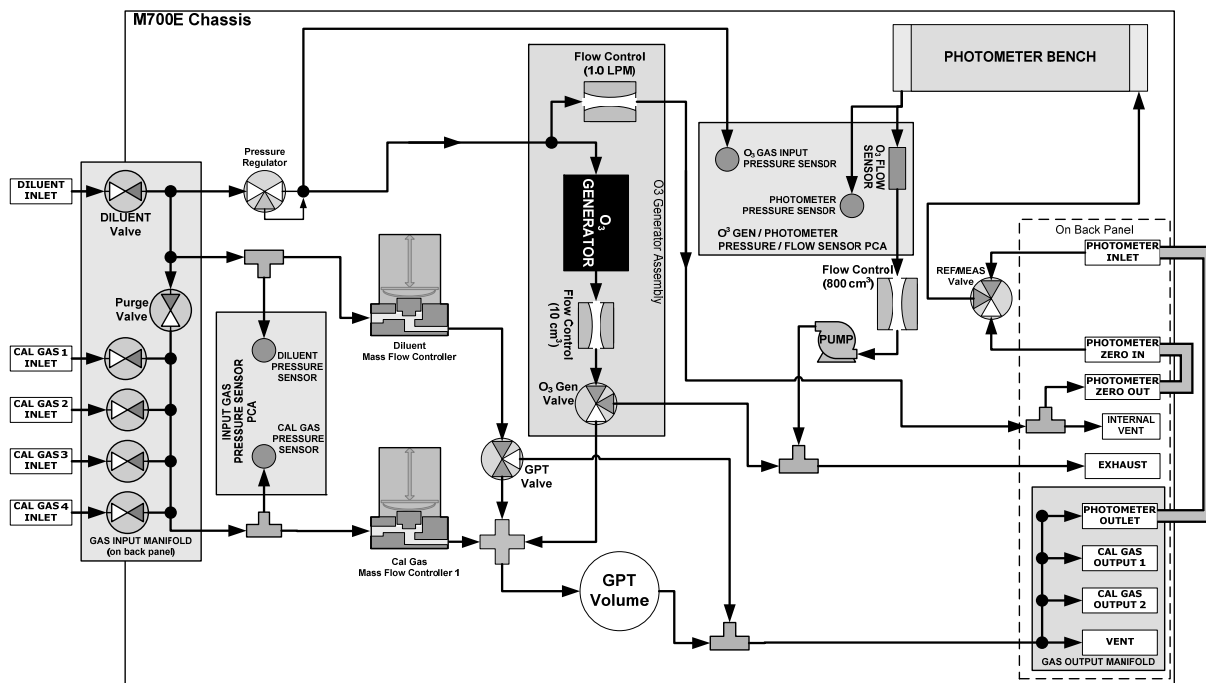 M700E Chassis
Flow Control
(1.0 LPM)
PHOTOMETER BENCH
Pressure
Regulator
O₃ GAS INPUT
PRESSURE SENSOR
O₃ FLOW
SENSOR
DILUENT
INLET
DILUENT
Valve
O₃
GENERATOR
O3 Generator Assembly
PHOTOMETER
PRESSURE SENSOR
O³ GEN / PHOTOMETER
PRESSURE / FLOW SENSOR PCA
On Back Panel
PHOTOMETER
INLET
REF/MEAS
Valve
Flow Control
(800 cm³)
Purge
Valve
Flow Control
(10 cm³)
PUMP
Diluent
Mass Flow Controller
CAL GAS 1
INLET
DILUENT
PRESSURE
SENSOR
PHOTOMETER
ZERO IN
PHOTOMETER
ZERO OUT
O₃ Gen
Valve
CAL GAS 2
INLET
INPUT GAS
PRESSURE SENSOR
PCA
CAL GAS
PRESSURE
SENSOR
INTERNAL
VENT
CAL GAS 3
INLET
GPT
Valve
EXHAUST
CAL GAS 4
INLET
PHOTOMETER
OUTLET
GAS INPUT MANIFOLD
(on back panel)
Cal Gas
Mass Flow Controller 1
GPT
Volume
CAL GAS
OUTPUT 1
CAL GAS
OUTPUT 2
VENT
GAS OUTPUT MANIFOLD